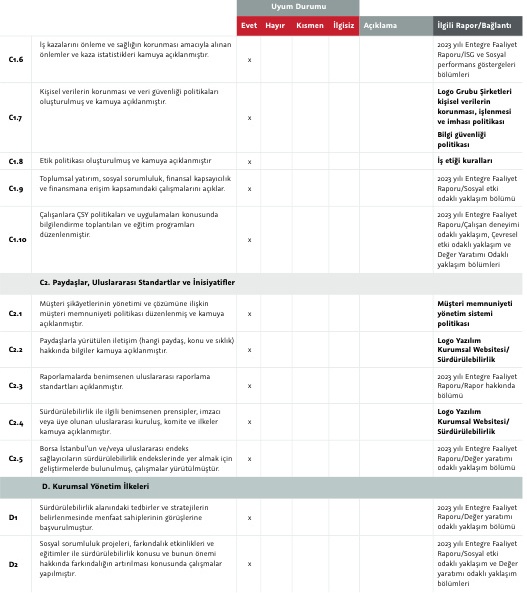 Uyum Durumu
Evet Hayır Kısmen İlgisiz Açıklama İlgili Rapor/Bağlantı
C1.6
İş kazalarını önleme ve sağlığın korunması amacıyla alınan
önlemler ve kaza istatistikleri kamuya açıklanmıştır.
x
2023 yılı Entegre Faaliyet
Raporu/İSG ve Sosyal
performans göstergeleri
bölümleri
C1.7
Kişisel verilerin korunması ve veri güvenliği politikaları
oluşturulmuş ve kamuya açıklanmıştır.
x
Logo Grubu Şirketleri
kişisel verilerin
korunması, işlenmesi
ve imhası politikası
Bilgi güvenliği
politikası
C1.8
Etik politikası oluşturulmuş ve kamuya açıklanmıştır
x
İş etiği kuralları
C1.9
Toplumsal yatırım, sosyal sorumluluk, finansal kapsayıcılık
ve finansmana erişim kapsamındaki çalışmalarını açıklar.
x
2023 yılı Entegre Faaliyet
Raporu/Sosyal etki
odaklı yaklaşım bölümü
C1.10
Çalışanlara ÇSY politikaları ve uygulamaları konusunda
bilgilendirme toplantıları ve eğitim programları
düzenlenmiştir.
x
2023 yılı Entegre Faaliyet
Raporu/Çalışan deneyimi
odaklı yaklaşım, Çevresel
etki odaklı yaklaşım ve
Değer Yaratımı Odaklı
yaklaşım bölümleri
C2. Paydaşlar, Uluslararası Standartlar ve İnisiyatifler
C2.1
Müşteri şikâyetlerinin yönetimi ve çözümüne ilişkin
müşteri memnuniyeti politikası düzenlenmiş ve kamuya
açıklanmıştır.
x
Müşteri memnuniyeti
yönetim sistemi
politikası
C2.2
Paydaşlarla yürütülen iletişim (hangi paydaş, konu ve sıklık)
hakkında bilgiler kamuya açıklanmıştır.
x
Logo Yazılım
Kurumsal Websitesi/
Sürdürülebilirlik
C2.3
Raporlamalarda benimsenen uluslararası raporlama
standartları açıklanmıştır.
x
2023 yılı Entegre Faaliyet
Raporu/Rapor hakkında
bölümü
C2.4
Sürdürülebilirlik ile ilgili benimsenen prensipler, imzacı
veya üye olunan uluslararası kuruluş, komite ve ilkeler
kamuya açıklanmıştır.
x
Logo Yazılım
Kurumsal Websitesi/
Sürdürülebilirlik
C2.5
Borsa İstanbul'un ve/veya uluslararası endeks
sağlayıcıların sürdürülebilirlik endekslerinde yer almak için
geliştirmelerde bulunulmuş, çalışmalar yürütülmüştür.
x
2023 yılı Entegre Faaliyet
Raporu/Değer yaratımı
odaklı yaklaşım bölümü
D. Kurumsal Yönetim İlkeleri
D1
Sürdürülebilirlik alanındaki tedbirler ve stratejilerin
belirlenmesinde menfaat sahiplerinin görüşlerine
başvurulmuştur.
x
2023 yılı Entegre Faaliyet
Raporu/Değer yaratımı
odaklı yaklaşım bölümü
D2
Sosyal sorumluluk projeleri, farkındalık etkinlikleri ve
eğitimler ile sürdürülebilirlik konusu ve bunun önemi
hakkında farkındalığın artırılması konusunda çalışmalar
yapılmıştır.
x
2023 yılı Entegre Faaliyet
Raporu/Sosyal etki
odaklı yaklaşım ve Değer
yaratımı odaklı yaklaşım
bölümleri